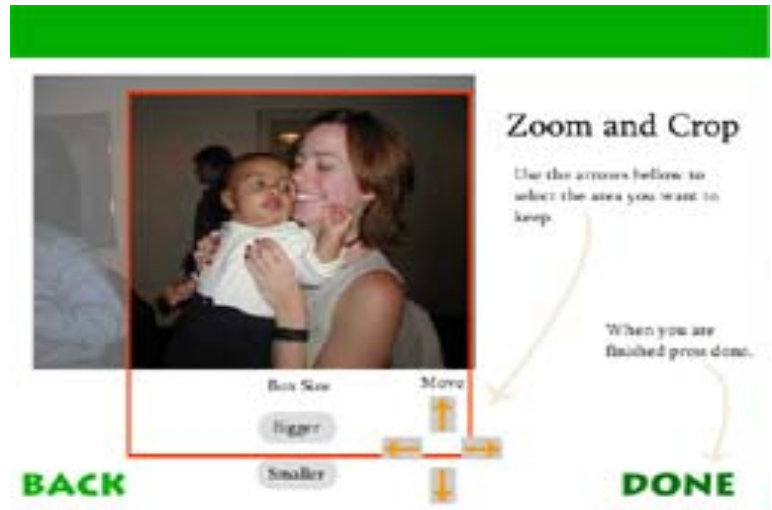 Zoom and Crop
Use the arrows bellow to
select the area you want to
keep.
When you are
finished press done.
Box Size
Move
Bigger
Smaller
BACK
DONE